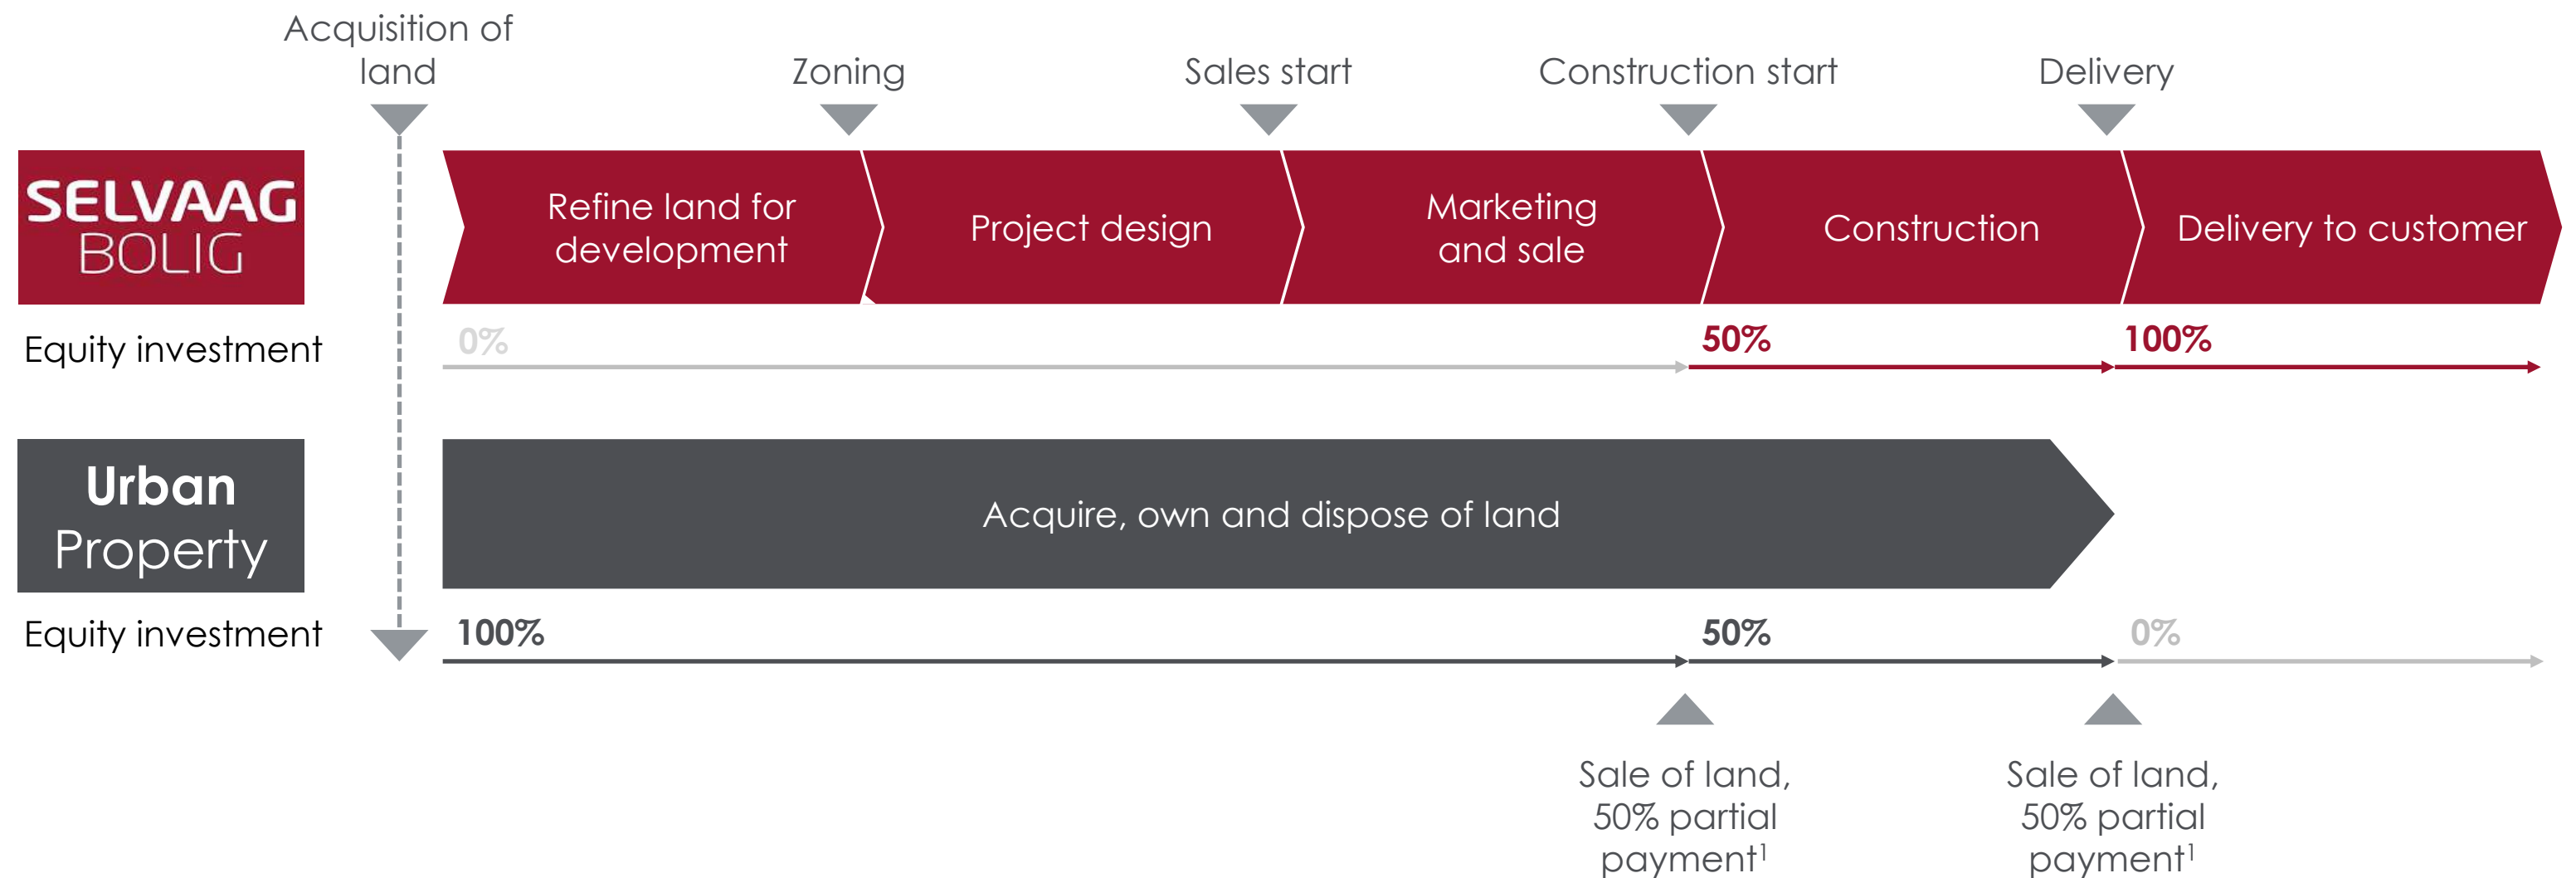 Acquisition of
land
Zoning
Sales start
Construction start
Delivery
SELVAAG
BOLIG
Refine land for
development
Project design
Marketing
and sale
Construction
Delivery to customer
Equity investment
0%
50%
100%
Urban
Property
Acquire, own and dispose of land
Equity investment
100%
50%
0%
Sale of land,
50% partial
payment¹
Sale of land,
50% partial
payment¹